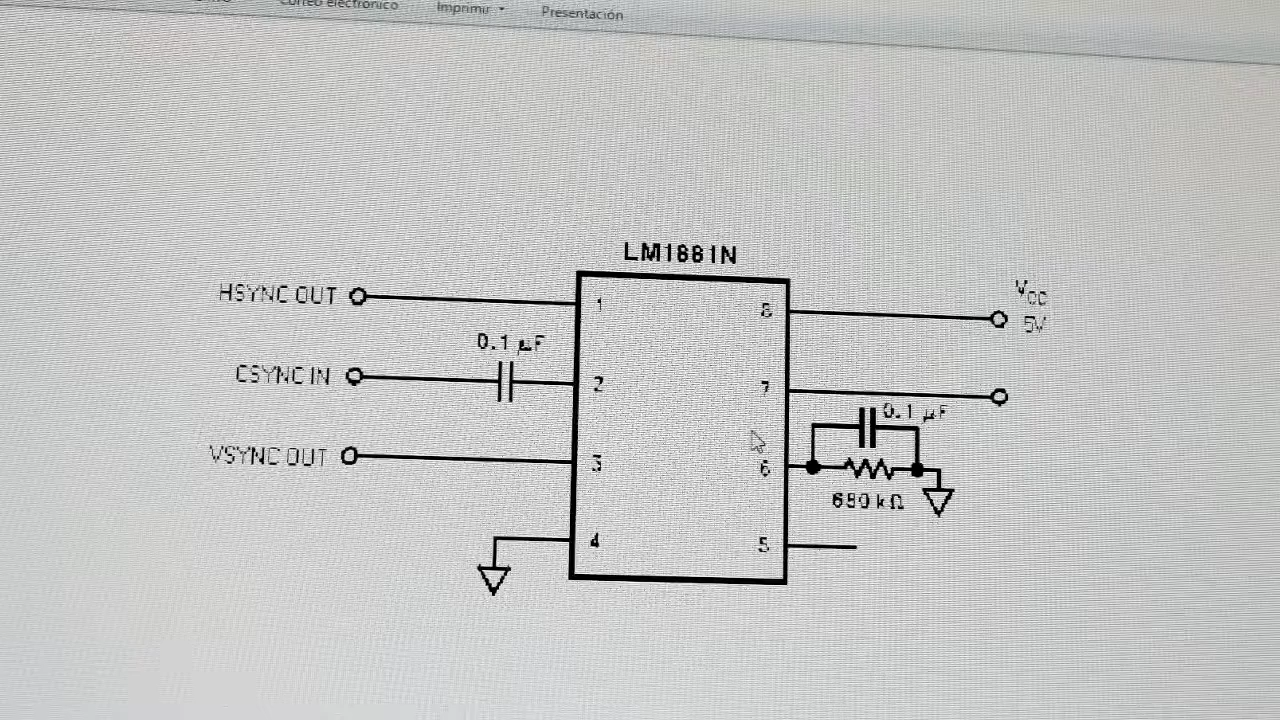 Correo electrónico Imprimir Presentación
LM1881N
HSYNC OUT
1
8
VCC
5V
0.1 µF
CSYNC IN
2
7
0.1 µF
VSYNC OUT
3
6
680 kΩ
4
5